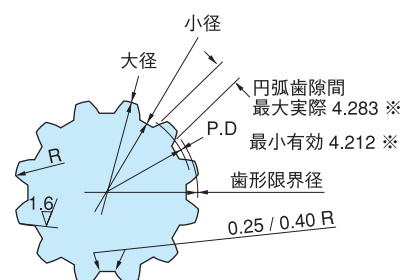 小径
大径
円弧歯隙間
最大実際 4.283 ※
P.D
最小有効 4.212 ※
R
歯形限界径
1.6
0.25 / 0.40 R